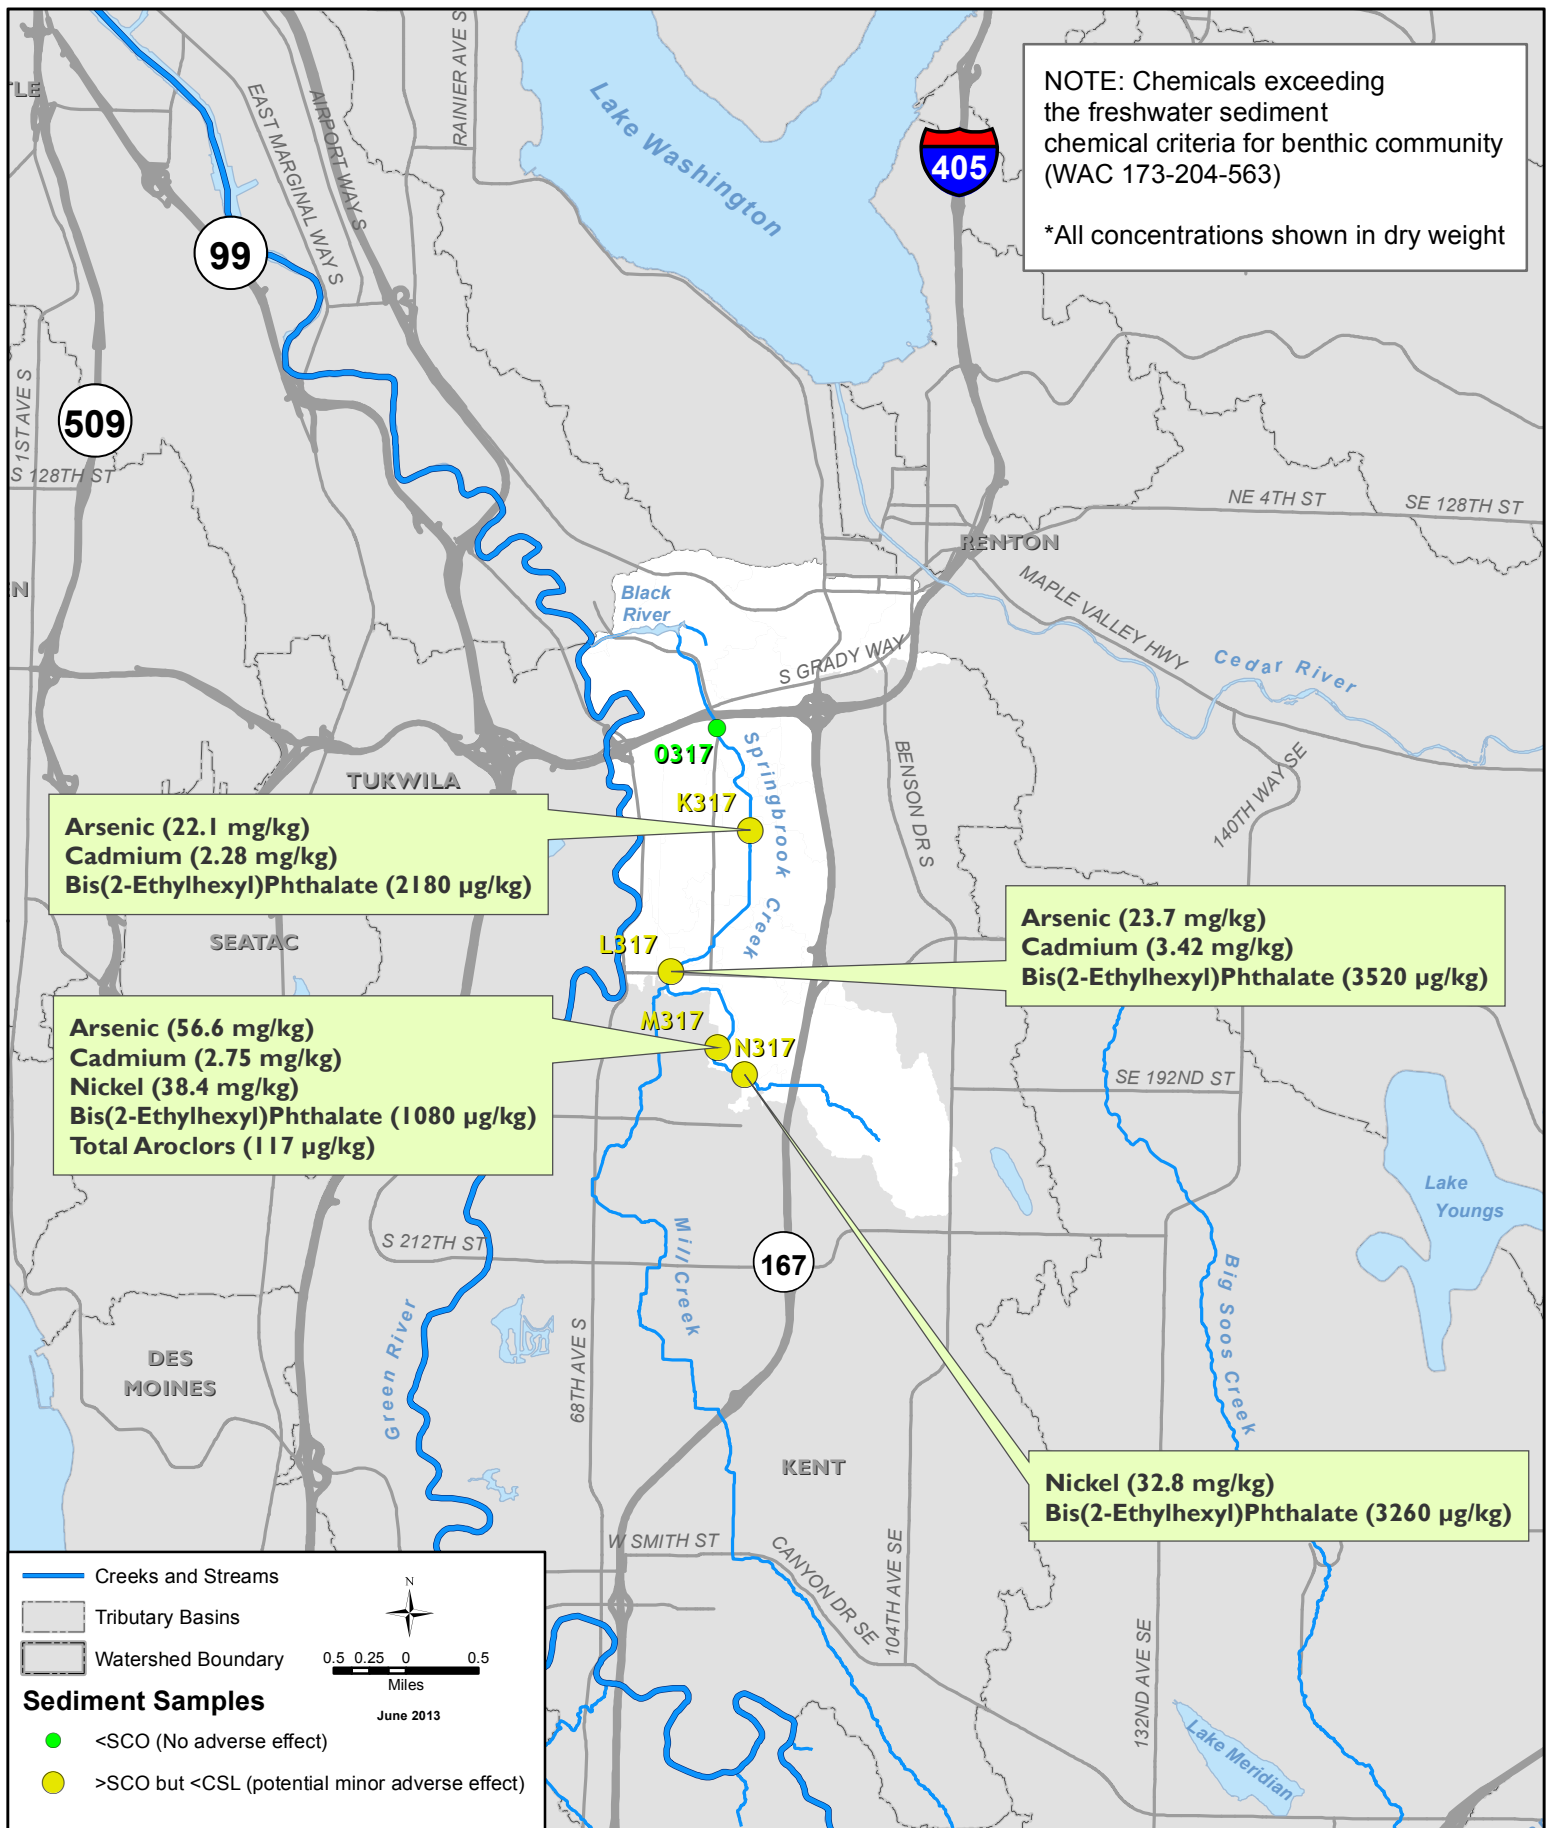 TLE
EAST MARGINAL WAY S
AIRPORT WAY S
RAINIER AVE S
Lake Washington
405
NOTE: Chemicals exceeding
the freshwater sediment
chemical criteria for benthic community
(WAC 173-204-563)
*All concentrations shown in dry weight
99
509
S 1ST AVE S
S 128TH ST
NE 4TH ST
SE 128TH ST
RENTON
EN
Black
River
MAPLE VALLEY HWY
Cedar River
S GRADY WAY
O317
Springbrook Creek
BENSON DR S
140TH WAY SE
TUKWILA
K317
Arsenic (22.1 mg/kg)
Cadmium (2.28 mg/kg)
Bis(2-Ethylhexyl)Phthalate (2180 µg/kg)
SEATAC
L317
Arsenic (23.7 mg/kg)
Cadmium (3.42 mg/kg)
Bis(2-Ethylhexyl)Phthalate (3520 µg/kg)
M317
Arsenic (56.6 mg/kg)
Cadmium (2.75 mg/kg)
Nickel (38.4 mg/kg)
Bis(2-Ethylhexyl)Phthalate (1080 µg/kg)
Total Aroclors (117 µg/kg)
N317
SE 192ND ST
Lake
Youngs
S 212TH ST
Mill Creek
167
Big Soos Creek
Green River
68TH AVE S
DES
MOINES
KENT
Nickel (32.8 mg/kg)
Bis(2-Ethylhexyl)Phthalate (3260 µg/kg)
W SMITH ST
CANYON DR SE
104TH AVE SE
132ND AVE SE
Lake Meridian
Creeks and Streams
Tributary Basins
Watershed Boundary
N
0.5 0.25 0 0.5
Miles
June 2013
Sediment Samples
<SCO (No adverse effect)
>SCO but <CSL (potential minor adverse effect)